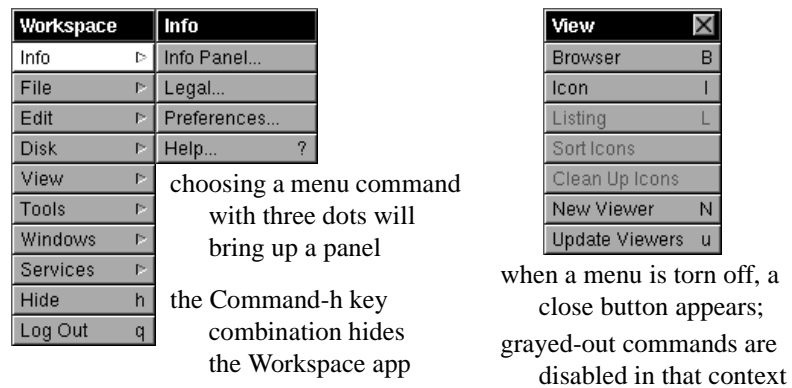 Workspace
Info ▷
File ▷
Edit ▷
Disk ▷
View ▷
Tools ▷
Windows ▷
Services ▷
Hide h
Log Out q
Info
Info Panel...
Legal...
Preferences...
Help... ?
choosing a menu command
with three dots will
bring up a panel
the Command-h key
combination hides
the Workspace app
View
Browser B
Icon I
Listing L
Sort Icons
Clean Up Icons
New Viewer N
Update Viewers u
when a menu is torn off, a
close button appears;
grayed-out commands are
disabled in that context